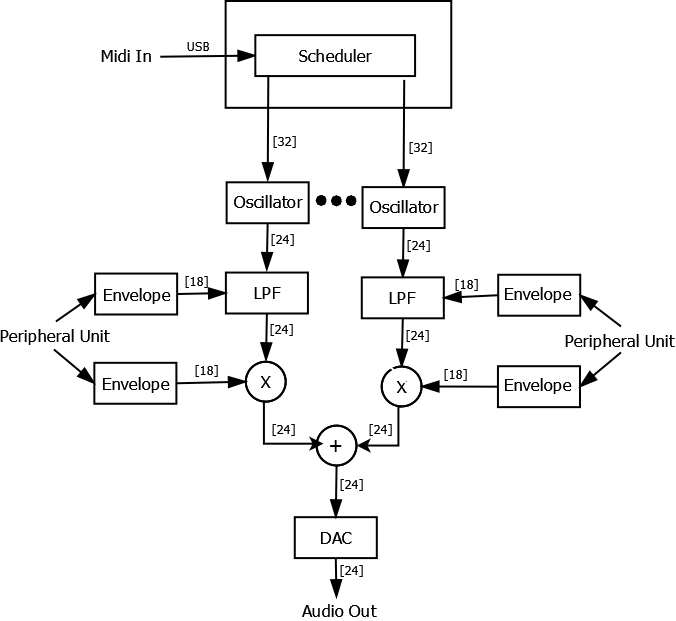 USB
Midi In
Scheduler
[32]
[32]
Oscillator
Oscillator
[24]
[24]
[18]
[18]
Envelope
LPF
LPF
Envelope
Peripheral Unit
[24]
[24]
Peripheral Unit
[18]
[18]
Envelope
X
X
Envelope
[24]
[24]
+
[24]
DAC
[24]
Audio Out